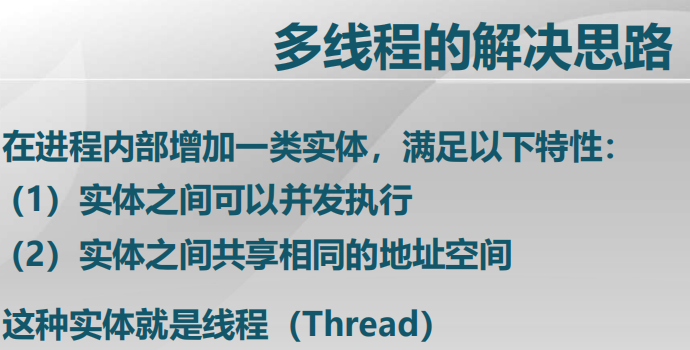 多线程的解决思路
在进程内部增加一类实体，满足以下特性：
（1）实体之间可以并发执行
（2）实体之间共享相同的地址空间
这种实体就是线程（Thread）